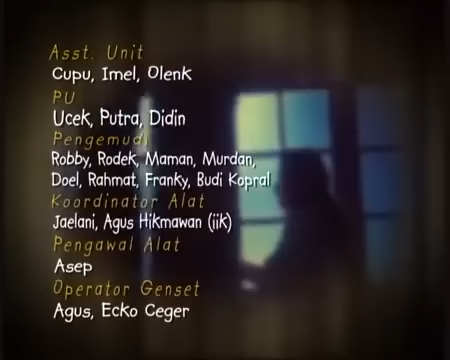 Asst. Unit
Cupu, Imel, Olenk
PU
Ucek, Putra, Didin
Pengemudi
Robby, Rodek, Maman, Murdan,
Doel, Rahmat, Franky, Budi Kopral
Koordinator Alat
Jaelani, Agus Hikmawan (iik)
Pengawal Alat
Asep
Operator Genset
Agus, Ecko Ceger